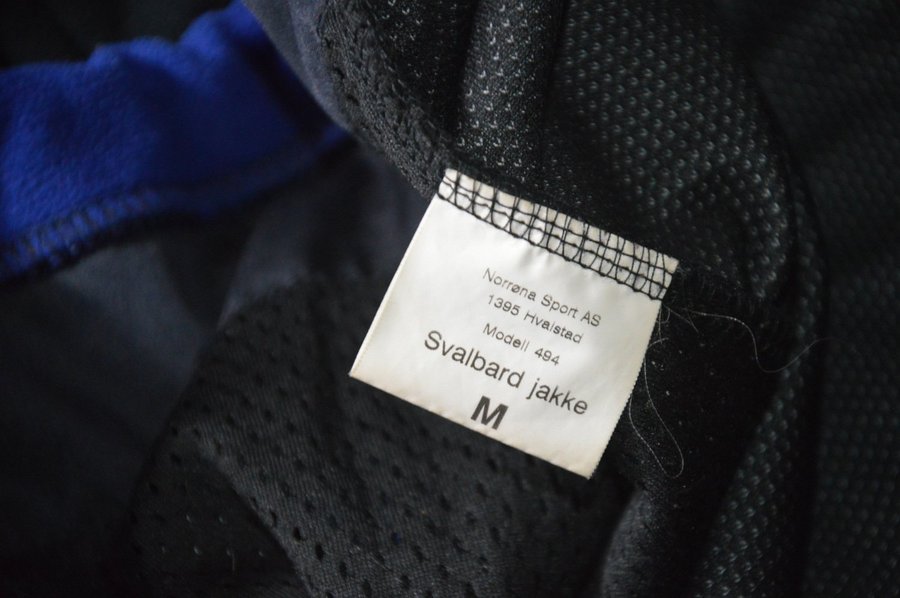 Norrøna Sport AS
1395 Hvalstad
Modell 494
Svalbard jakke
M